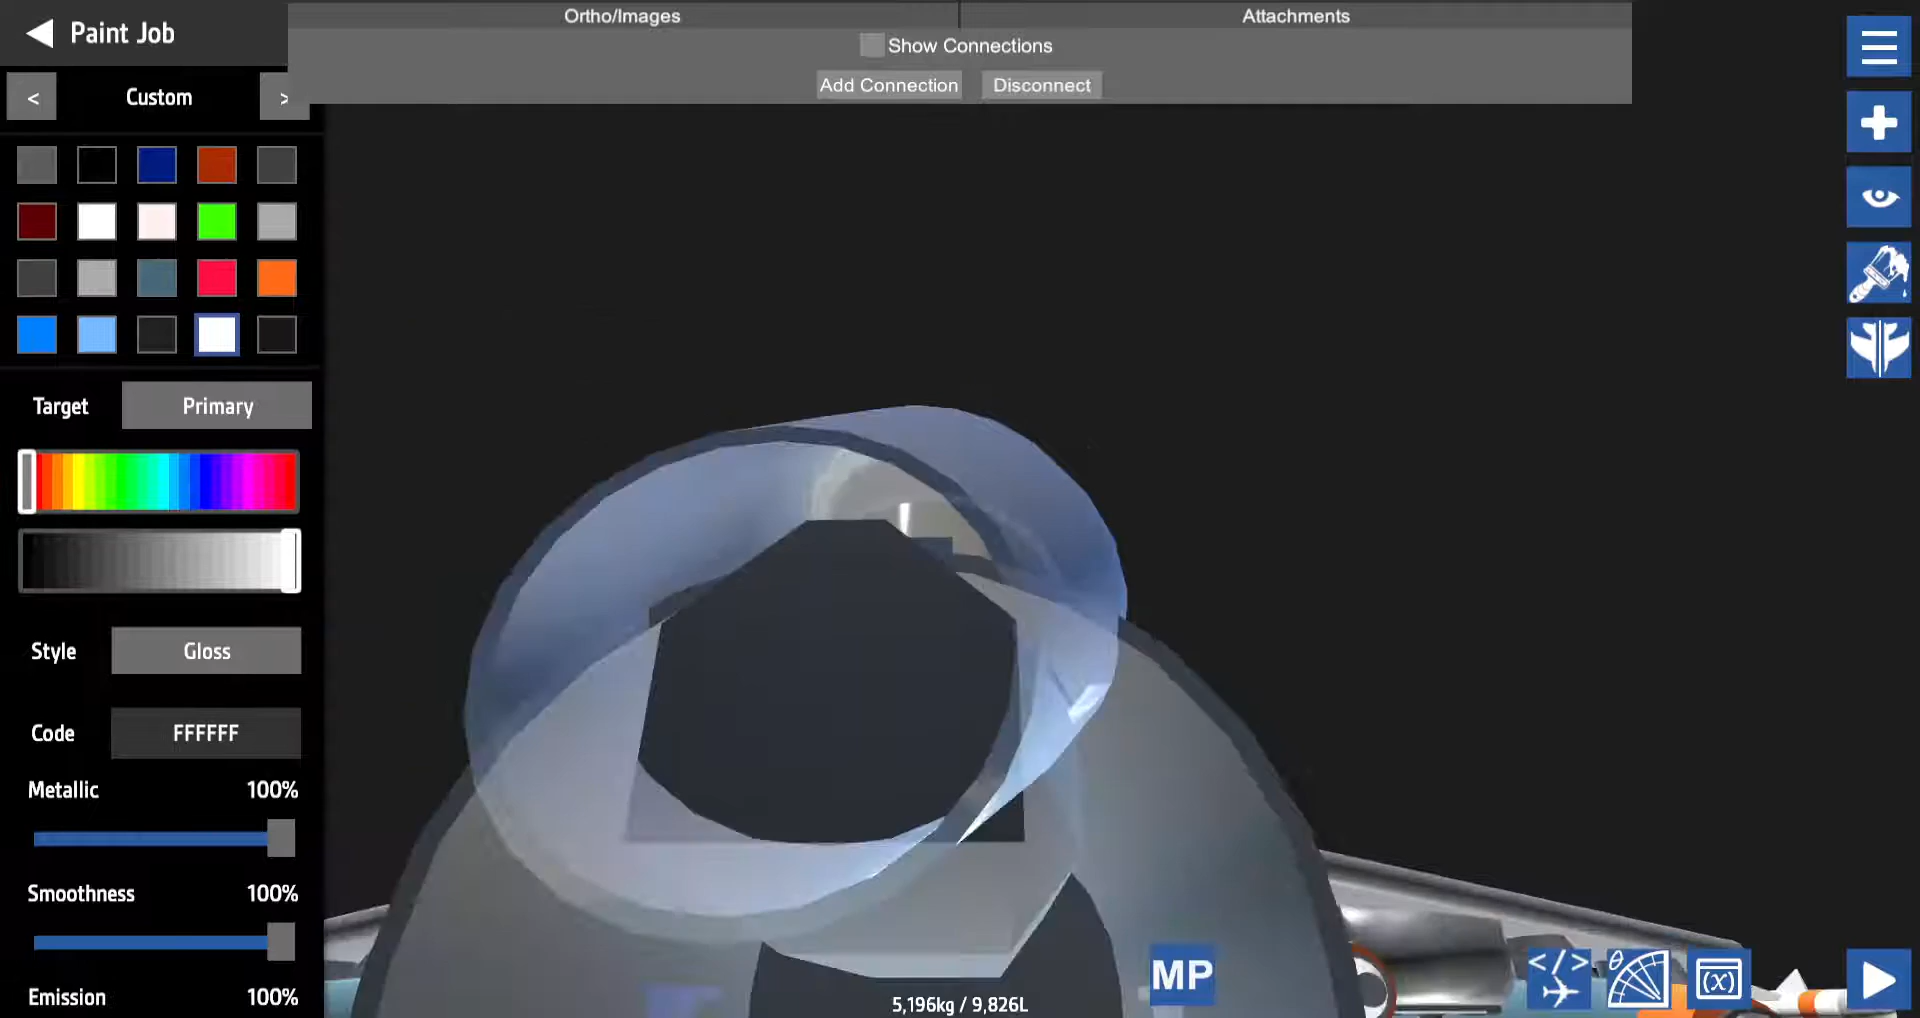 Paint Job
Ortho/Images
Attachments
Show Connections
Add Connection
Disconnect
<
Custom
>
Target
Primary
Style
Gloss
Code
FFFFFF
Metallic
100%
Smoothness
100%
Emission
100%
MP
5,196kg / 9,826L
</>
θ
(x)